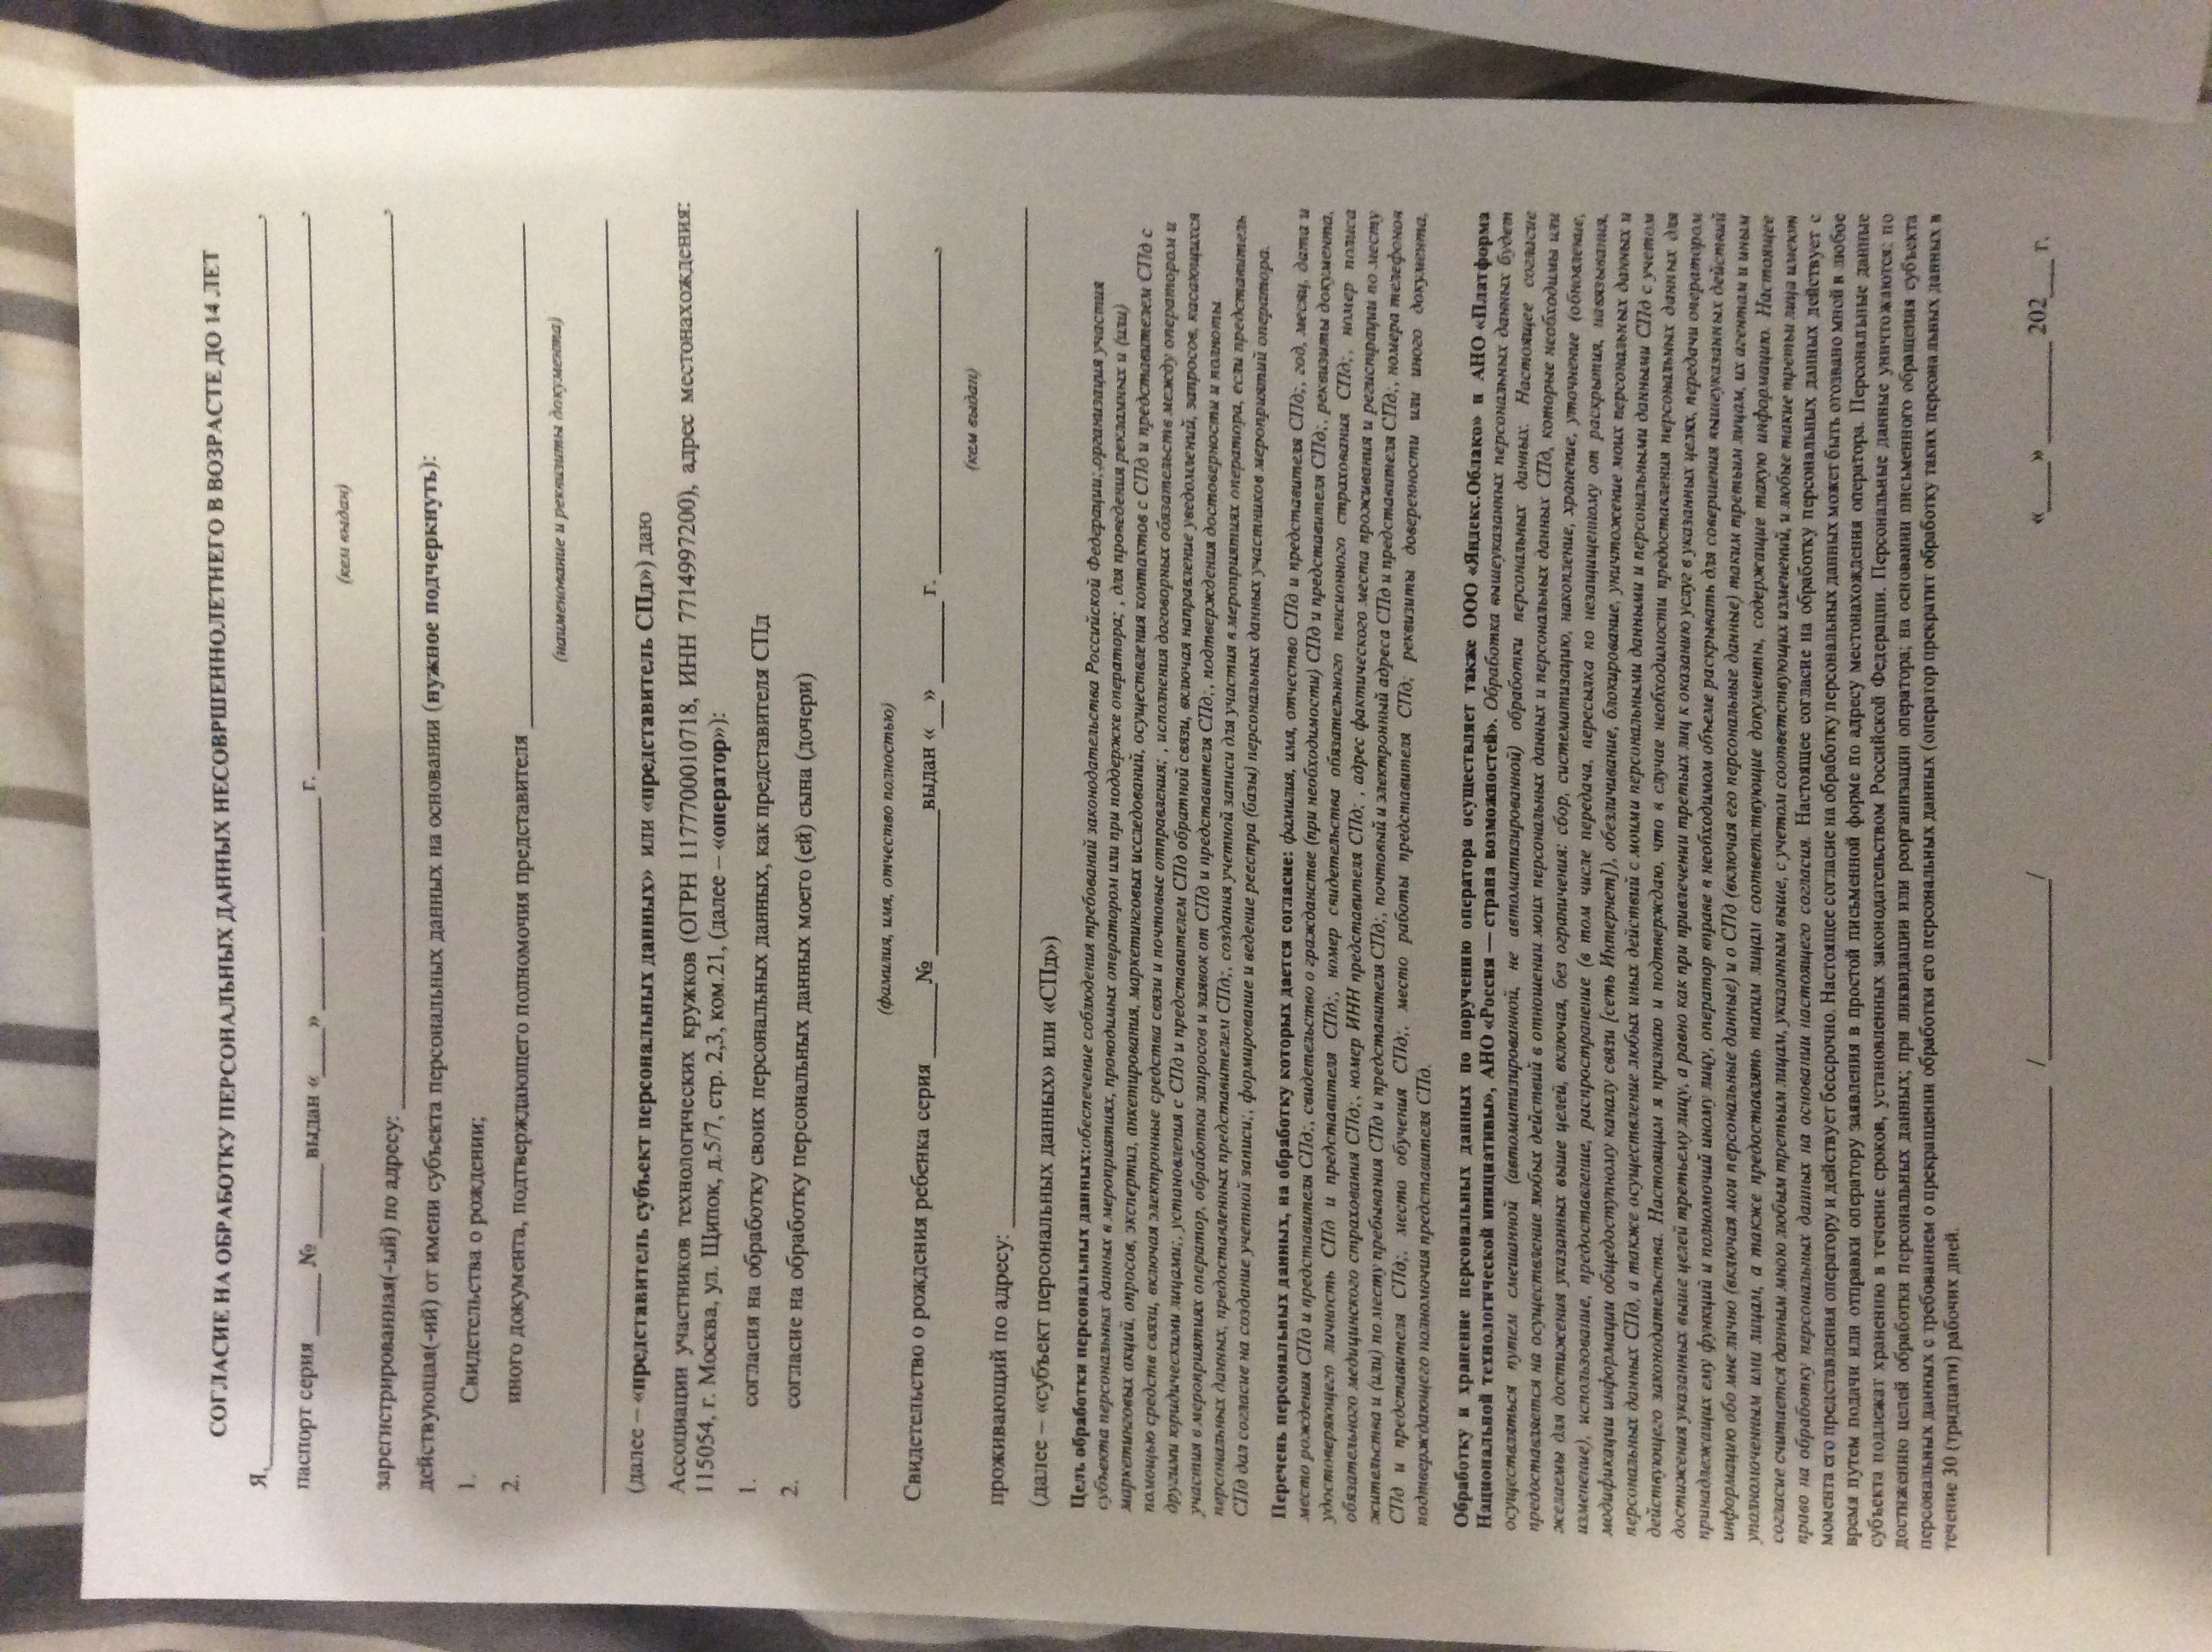 СОГЛАСИЕ НА ОБРАБОТКУ ПЕРСОНАЛЬНЫХ ДАННЫХ НЕСОВРШЕННОЛЕТНЕГО В ВОЗРАСТЕ ДО 14 ЛЕТ
Я,___,
паспорт серия ___ № ___ выдан «___» ___ ___ г. ___,
(кем выдан)
зарегистрированная(-ый) по адресу: ___,
действующая(-ий) от имени субъекта персональных данных на основании (нужное подчеркнуть):
1. Свидетельства о рождении;
2. иного документа, подтверждающего полномочия представителя ___
(наименование и реквизиты документа)
(далее – «представитель субъект персональных данных» или «представитель СПд») даю
Ассоциации участников технологических кружков (ОГРН 1177700010718, ИНН 7714997200), адрес местонахождения:
115054, г. Москва, ул. Щипок, д.5/7, стр. 2,3, ком.21, (далее – «оператор»):
1. согласия на обработку своих персональных данных, как представителя СПд
2. согласие на обработку персональных данных моего (ей) сына (дочери)
(фамилия, имя, отчество полностью)
Свидетельство о рождения ребенка серия ___№ ___выдан «__» ___ г. ___,
(кем выдан)
проживающий по адресу: ___
(далее – «субъект персональных данных» или «СПд»)
Цель обработки персональных данных:обеспечение соблюдения требований законодательства Российской Федерации;,организация участия
субъекта персональных данных в мероприятиях, проводимых оператором или при поддержке оператора; , для проведения рекламных и (или)
маркетинговых акций, опросов, экспертиз, анкетирования, маркетинговых исследований, осуществления контактов с СПд и представителем СПд с
помощью средств связи, включая электронные средства связи и почтовые отправления; , исполнения договорных обязательств между оператором и
другими юридическими лицами;, установления с СПд и представителем СПд обратной связи, включая направление уведомлений, запросов, касающихся
участия в мероприятиях оператор, обработки запросов и заявок от СПд и представителя СПд;, подтверждения достоверности и полноты
персональных данных, предоставленных представителем СПд;, создания учетной записи для участия в мероприятиях оператора, если представитель
СПд дал согласие на создание учетной записи;, формирование и ведение реестра (базы) персональных данных участников мероприятий оператора.
Перечень персональных данных, на обработку которых дается согласие: фамилия, имя, отчество СПд и представителя СПд;, год, месяц, дата и
место рождения СПд и представителя СПд;, свидетельство о гражданстве (при необходимости) СПд и представителя СПд;, реквизиты документа,
удостоверяющего личность СПд и представителя СПд;, номер свидетельства обязательного пенсионного страхования СПд;, номер полиса
обязательного медицинского страхования СПд;, номер ИНН представителя СПд; , адрес фактического места проживания и регистрации по месту
жительства и (или) по месту пребывания СПд и представителя СПд;, почтовый и электронный адреса СПд и представителя СПд;, номера телефонов
СПд и представителя СПд;, место обучения СПд;, место работы представителя СПд; реквизиты доверенности или иного документа,
подтверждающего полномочия представителя СПд.
Обработку и хранение персональных данных по поручению оператора осуществляет также ООО «Яндекс.Облако» и АНО «Платформа
Национальной технологической инициативы», АНО «Россия — страна возможностей». Обработка вышеуказанных персональных данных будет
осуществляться путем смешанной (автоматизированной, не автоматизированной) обработки персональных данных. Настоящее согласие
предоставляется на осуществление любых действий в отношении моих персональных данных и персональных данных СПд, которые необходимы или
желаемы для достижения указанных выше целей, включая, без ограничения: сбор, систематизацию, накопление, хранение, уточнение (обновление,
изменение), использование, предоставление, распространение (в том числе передача, пересылка по незащищенному от раскрытия, навязывания,
модификации информации общедоступному каналу связи [сеть Интернет]), обезличивание, блокирование, уничтожение моих персональных данных и
персональных данных СПд, а также осуществление любых иных действий с моими персональными данными и персональными данными СПд с учетом
действующего законодательства. Настоящим я признаю и подтверждаю, что в случае необходимости предоставления персональных данных для
достижения указанных выше целей третьему лицу, а равно как при привлечении третьих лиц к оказанию услуг в указанных целях, передачи оператором
принадлежащих ему функций и полномочий иному лицу, оператор вправе в необходимом объеме раскрывать для совершения вышеуказанных действий
информацию обо мне лично (включая мои персональные данные) и о СПд (включая его персональные данные) таким третьим лицам, их агентам и иным
уполномоченным ими лицам, а также предоставлять таким лицам соответствующие документы, содержащие такую информацию. Настоящее
согласие считается данным мною любым третьим лицам, указанным выше, с учетом соответствующих изменений, и любые такие третьи лица имеют
право на обработку персональных данных на основании настоящего согласия. Настоящее согласие на обработку персональных данных действует с
момента его представления оператору и действует бессрочно. Настоящее согласие на обработку персональных данных может быть отозвано мной в любое
время путем подачи или отправки оператору заявления в простой письменной форме по адресу местонахождения оператора. Персональные данные
субъекта подлежат хранению в течение сроков, установленных законодательством Российской Федерации. Персональные данные уничтожаются: по
достижению целей обработки персональных данных; при ликвидации или реорганизации оператора; на основании письменного обращения субъекта
персональных данных с требованием о прекращении обработки его персональных данных (оператор прекратит обработку таких персональных данных в
течение 30 (тридцати) рабочих дней.
___ /___/ «___» ___ 202__ г.